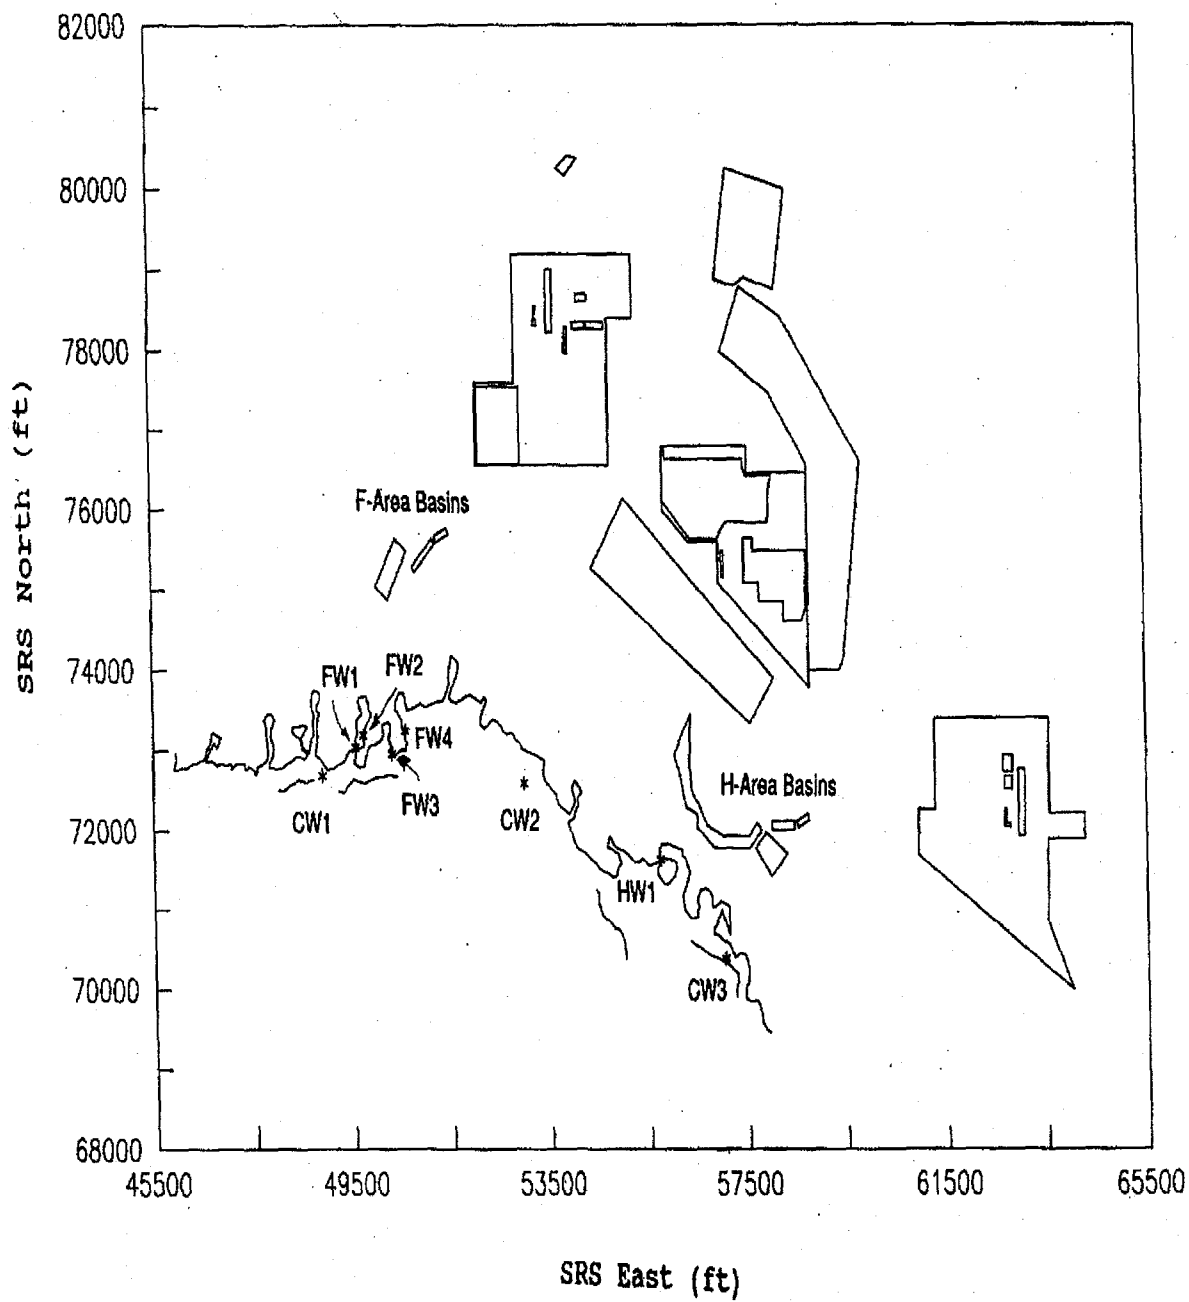 82000
80000
78000
76000
74000
72000
70000
68000
SRS North (ft)
F-Area Basins
FW1
FW2
FW4
FW3
CW1
CW2
H-Area Basins
HW1
CW3
45500
49500
53500
57500
61500
65500
SRS East (ft)